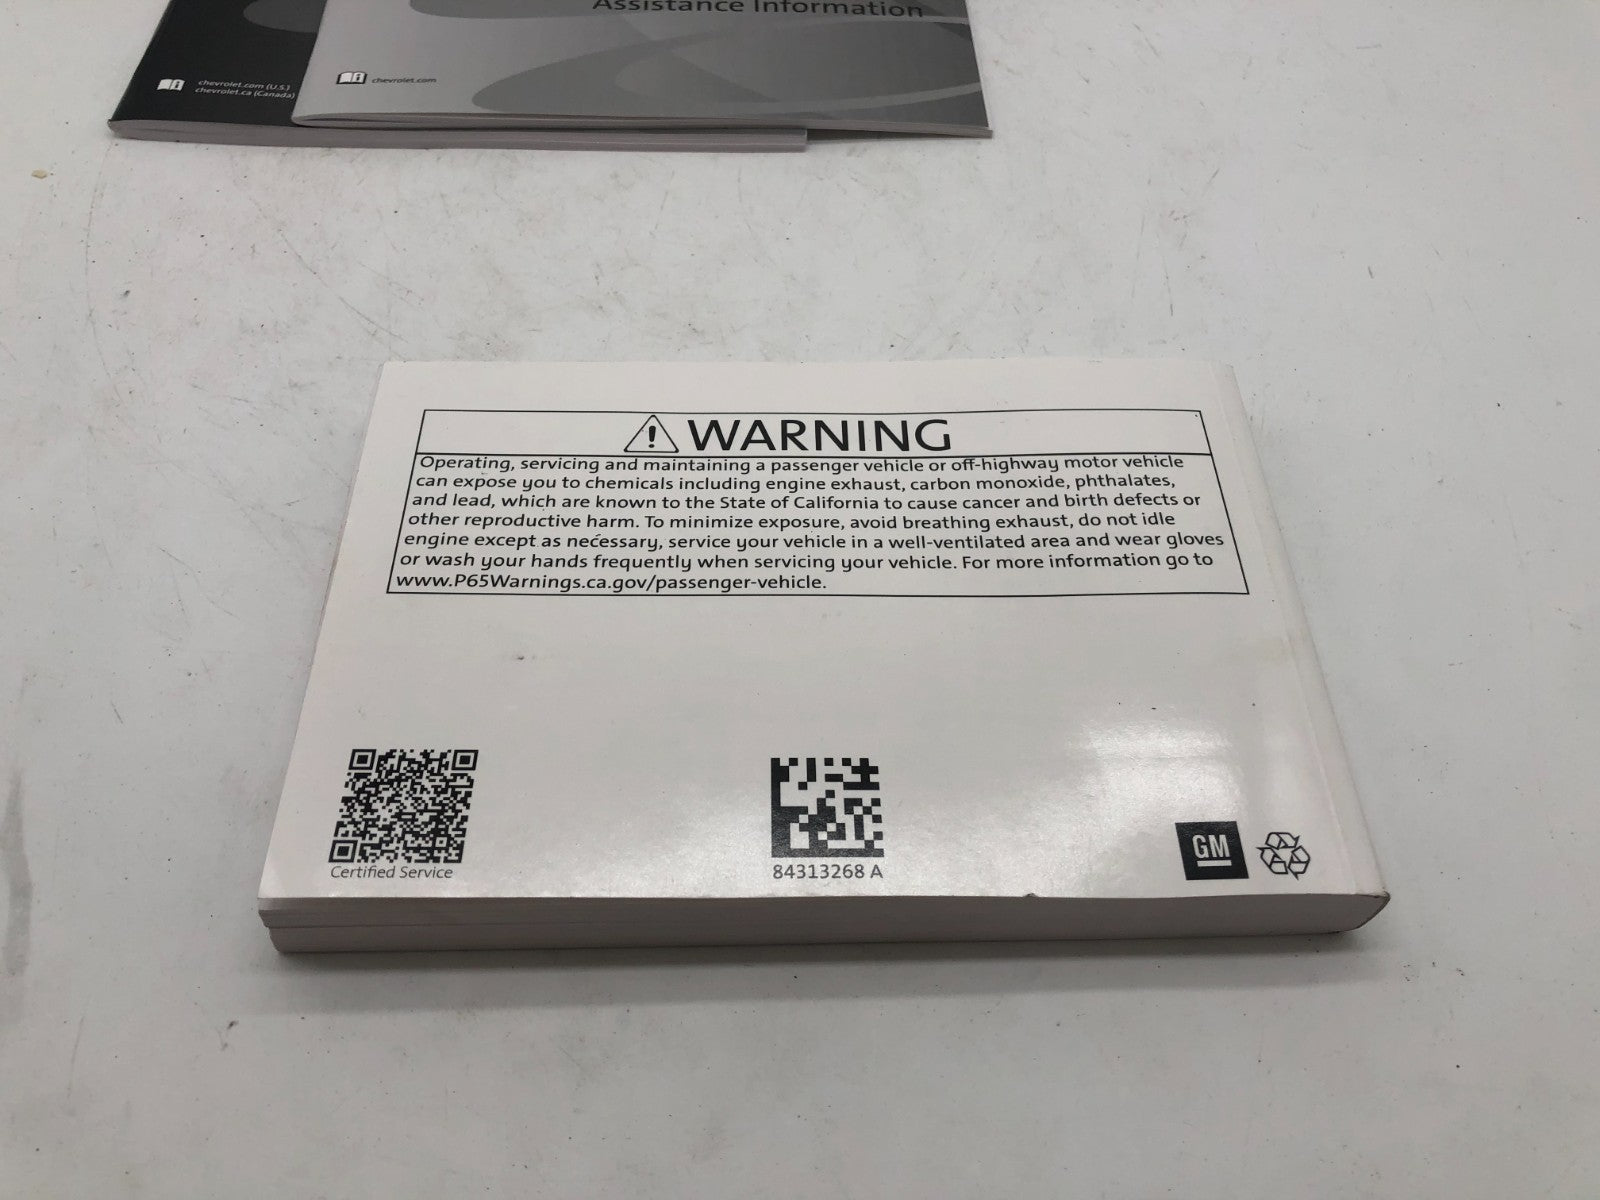 Assistance Information
chevrolet.com (U.S.)
chevrolet.ca (Canada)
chevrolet.com
WARNING
Operating, servicing and maintaining a passenger vehicle or off-highway motor vehicle
can expose you to chemicals including engine exhaust, carbon monoxide, phthalates,
and lead, which are known to the State of California to cause cancer and birth defects or
other reproductive harm. To minimize exposure, avoid breathing exhaust, do not idle
engine except as necessary, service your vehicle in a well-ventilated area and wear gloves
or wash your hands frequently when servicing your vehicle. For more information go to
www.P65Warnings.ca.gov/passenger-vehicle.
Certified Service
84313268 A
GM